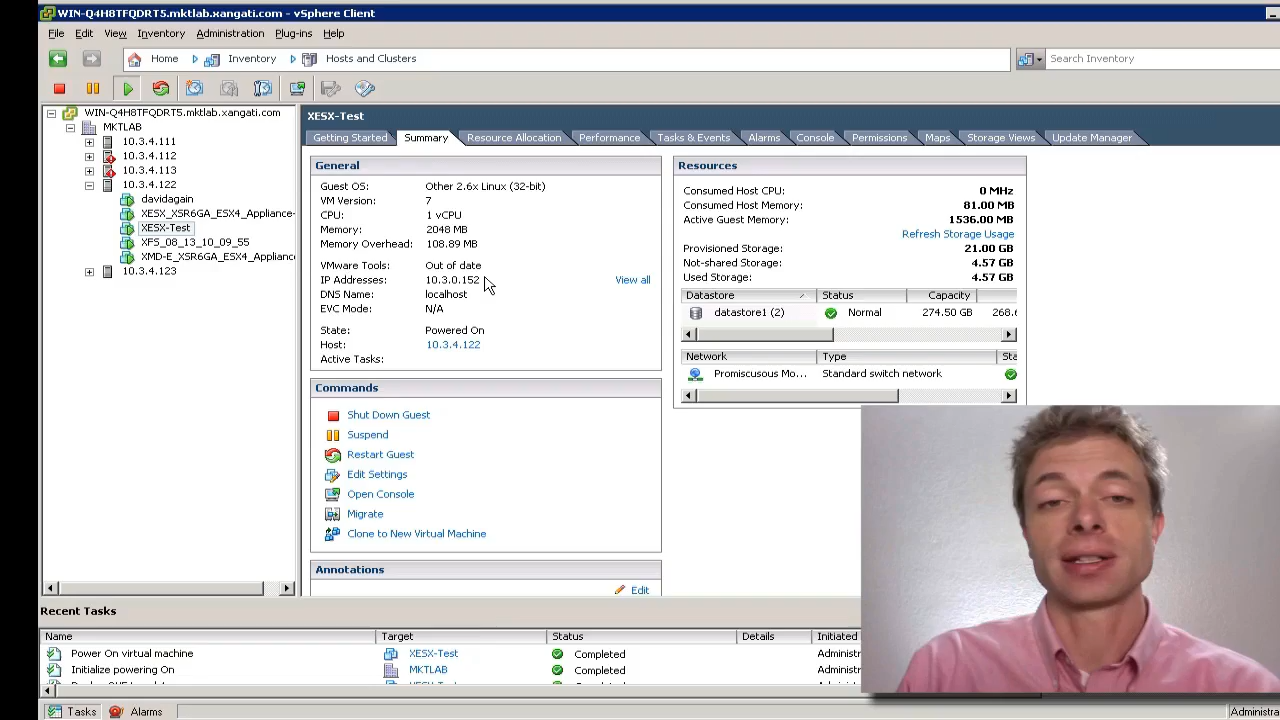 WIN-Q4H8TFQDRT5.mktlab.xangati.com - vSphere Client
File Edit View Inventory Administration Plug-ins Help
Home Inventory Hosts and Clusters Search Inventory
WIN-Q4H8TFQDRT5.mktlab.xangati.com
MKTLAB
10.3.4.111
10.3.4.112
10.3.4.113
10.3.4.122
davidagain
XESX_XSR6GA_ESX4_Appliance-
XESX-Test
XFS_08_13_10_09_55
XMD-E_XSR6GA_ESX4_Applianc
10.3.4.123
XESX-Test
Getting Started Summary Resource Allocation Performance Tasks & Events Alarms Console Permissions Maps Storage Views Update Manager
General
Guest OS: Other 2.6x Linux (32-bit)
VM Version: 7
CPU: 1 vCPU
Memory: 2048 MB
Memory Overhead: 108.89 MB
VMware Tools: Out of date
IP Addresses: 10.3.0.152 View all
DNS Name: localhost
EVC Mode: N/A
State: Powered On
Host: 10.3.4.122
Active Tasks:
Commands
Shut Down Guest
Suspend
Restart Guest
Edit Settings
Open Console
Migrate
Clone to New Virtual Machine
Annotations
Edit
Resources
Consumed Host CPU: 0 MHz
Consumed Host Memory: 81.00 MB
Active Guest Memory: 1536.00 MB
Refresh Storage Usage
Provisioned Storage: 21.00 GB
Not-shared Storage: 4.57 GB
Used Storage: 4.57 GB
Datastore Status Capacity
datastore1 (2) Normal 274.50 GB 268.6
Network Type Sta
Promiscusous Mo... Standard switch network
Recent Tasks
Name Target Status Details Initiated
Power On virtual machine XESX-Test Completed Administr
Initialize powering On MKTLAB Completed Administr
Tasks Alarms Administra